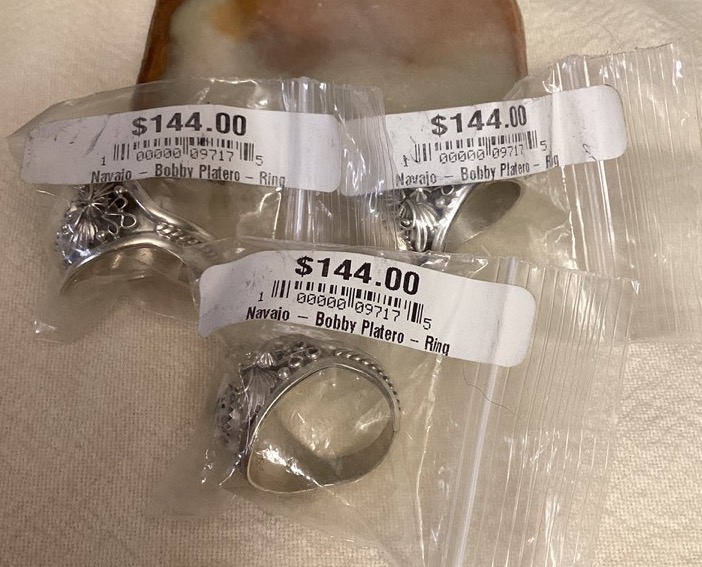 $144.00
1 00000 09717 5
Navajo – Bobby Platero – Ring
$144.00
1 00000 09717 5
Navajo – Bobby Platero – Rig
$144.00
1 00000 09717 5
Navajo – Bobby Platero – Ring